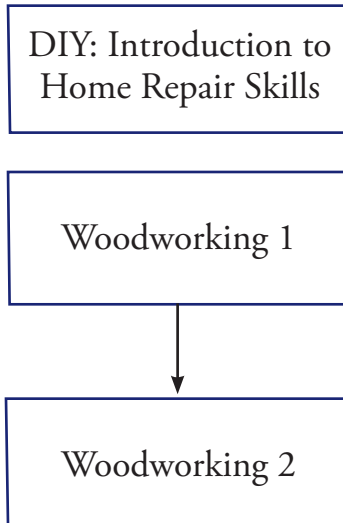 DIY: Introduction to
Home Repair Skills
Woodworking 1
Woodworking 2